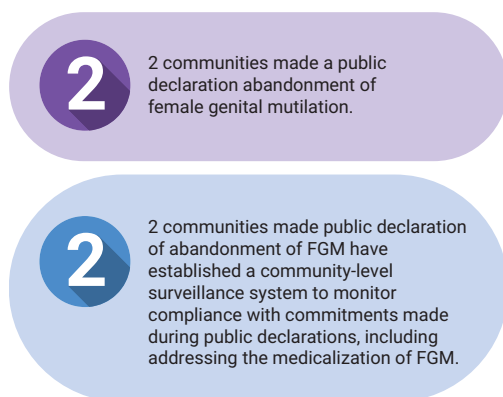 2
2 communities made a public
declaration abandonment of
female genital mutilation.
2
2 communities made public declaration
of abandonment of FGM have
established a community-level
surveillance system to monitor
compliance with commitments made
during public declarations, including
addressing the medicalization of FGM.